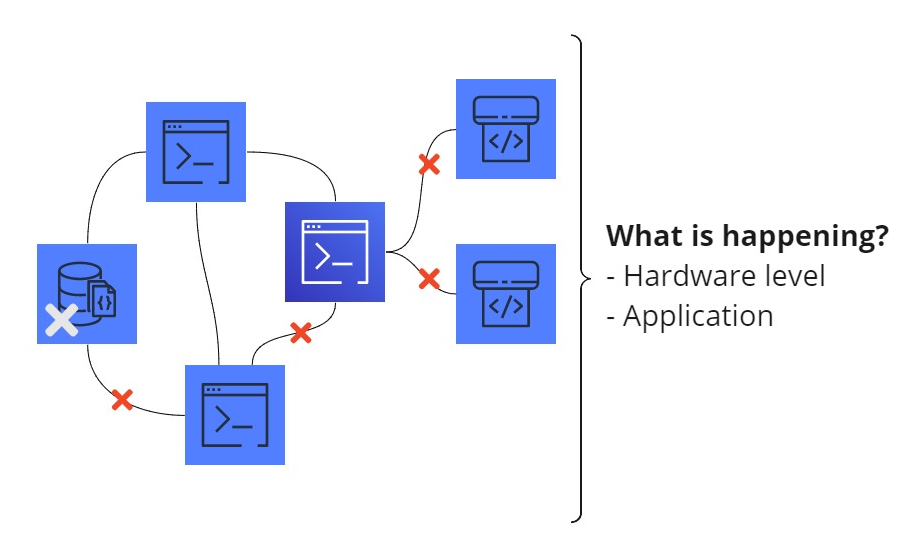 What is happening?
- Hardware level
- Application